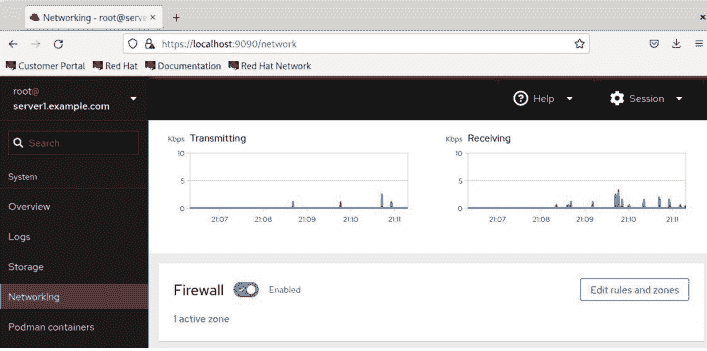 Networking - root@serve
https://localhost:9090/network
Customer Portal Red Hat Documentation Red Hat Network
root@
server1.example.com
Help Session
Search
System
Overview
Logs
Storage
Networking
Podman containers
Kbps Transmitting
10
5
0
21:07 21:08 21:09 21:10 21:11
Kbps Receiving
10
5
0
21:07 21:08 21:09 21:10 21:11
Firewall Enabled Edit rules and zones
1 active zone